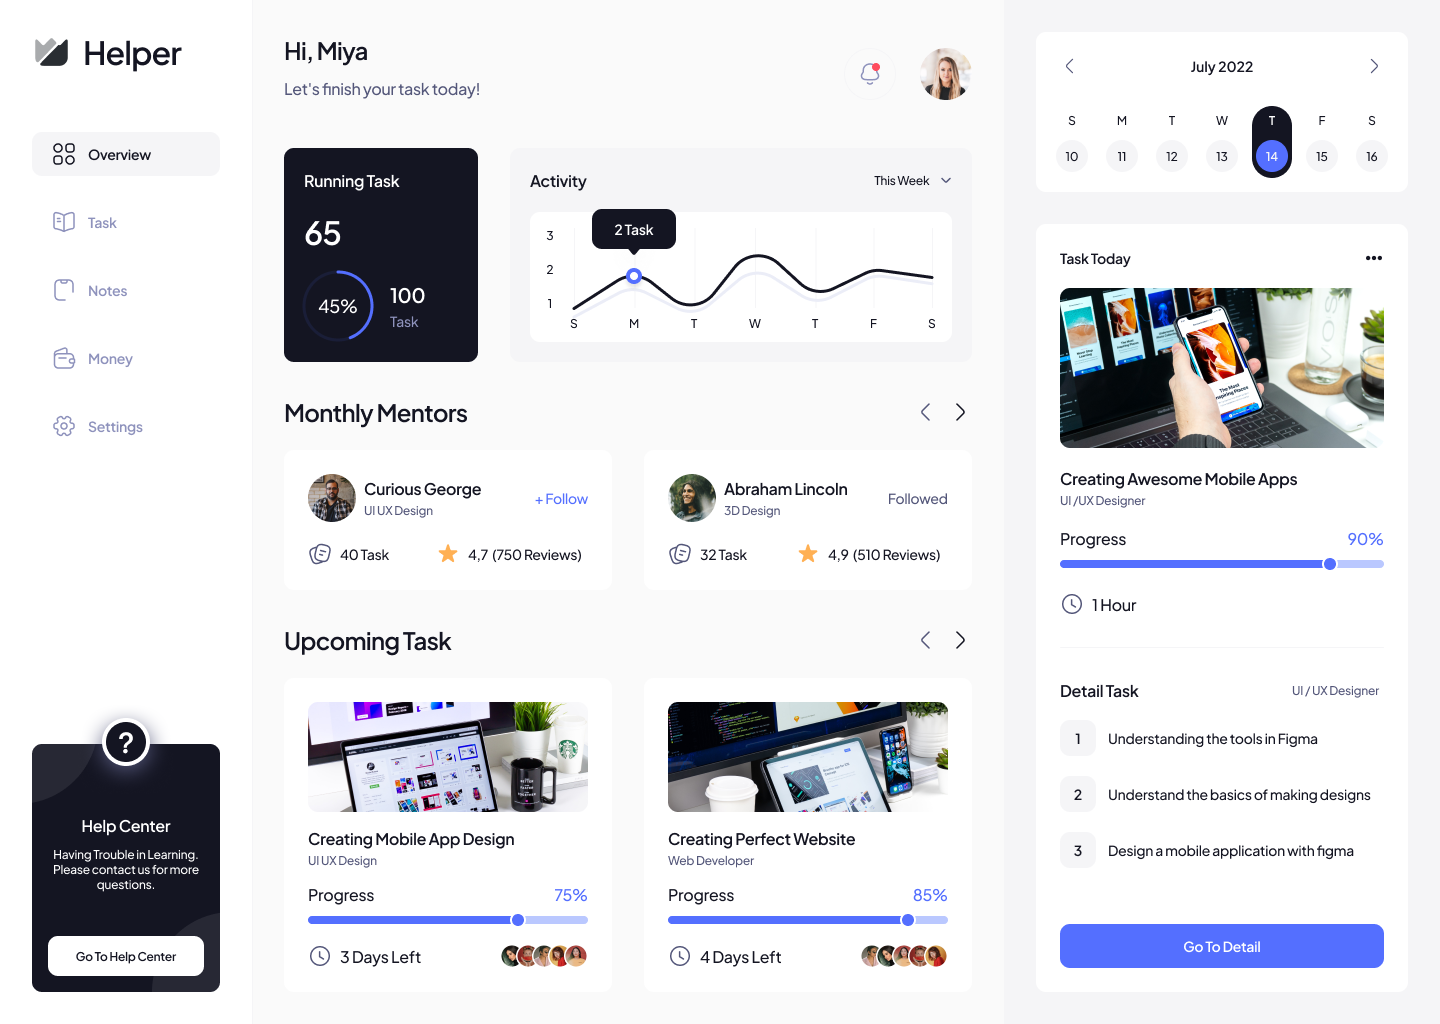 Helper
Overview
Task
Notes
Money
Settings
?
Help Center
Having Trouble in Learning.
Please contact us for more
questions.
Go To Help Center
Hi, Miya
Let's finish your task today!
Running Task
65
45%
100
Task
Activity
This Week
2 Task
3
2
1
S M T W T F S
Monthly Mentors
Curious George
UI UX Design
+ Follow
40 Task
4,7 (750 Reviews)
Abraham Lincoln
3D Design
Followed
32 Task
4,9 (510 Reviews)
Upcoming Task
Creating Mobile App Design
UI UX Design
Progress 75%
3 Days Left
Creating Perfect Website
Web Developer
Progress 85%
4 Days Left
July 2022
S M T W T F S
10 11 12 13 14 15 16
Task Today
The Most
Inspiring Places
Creating Awesome Mobile Apps
UI /UX Designer
Progress 90%
1 Hour
Detail Task
UI / UX Designer
1 Understanding the tools in Figma
2 Understand the basics of making designs
3 Design a mobile application with figma
Go To Detail